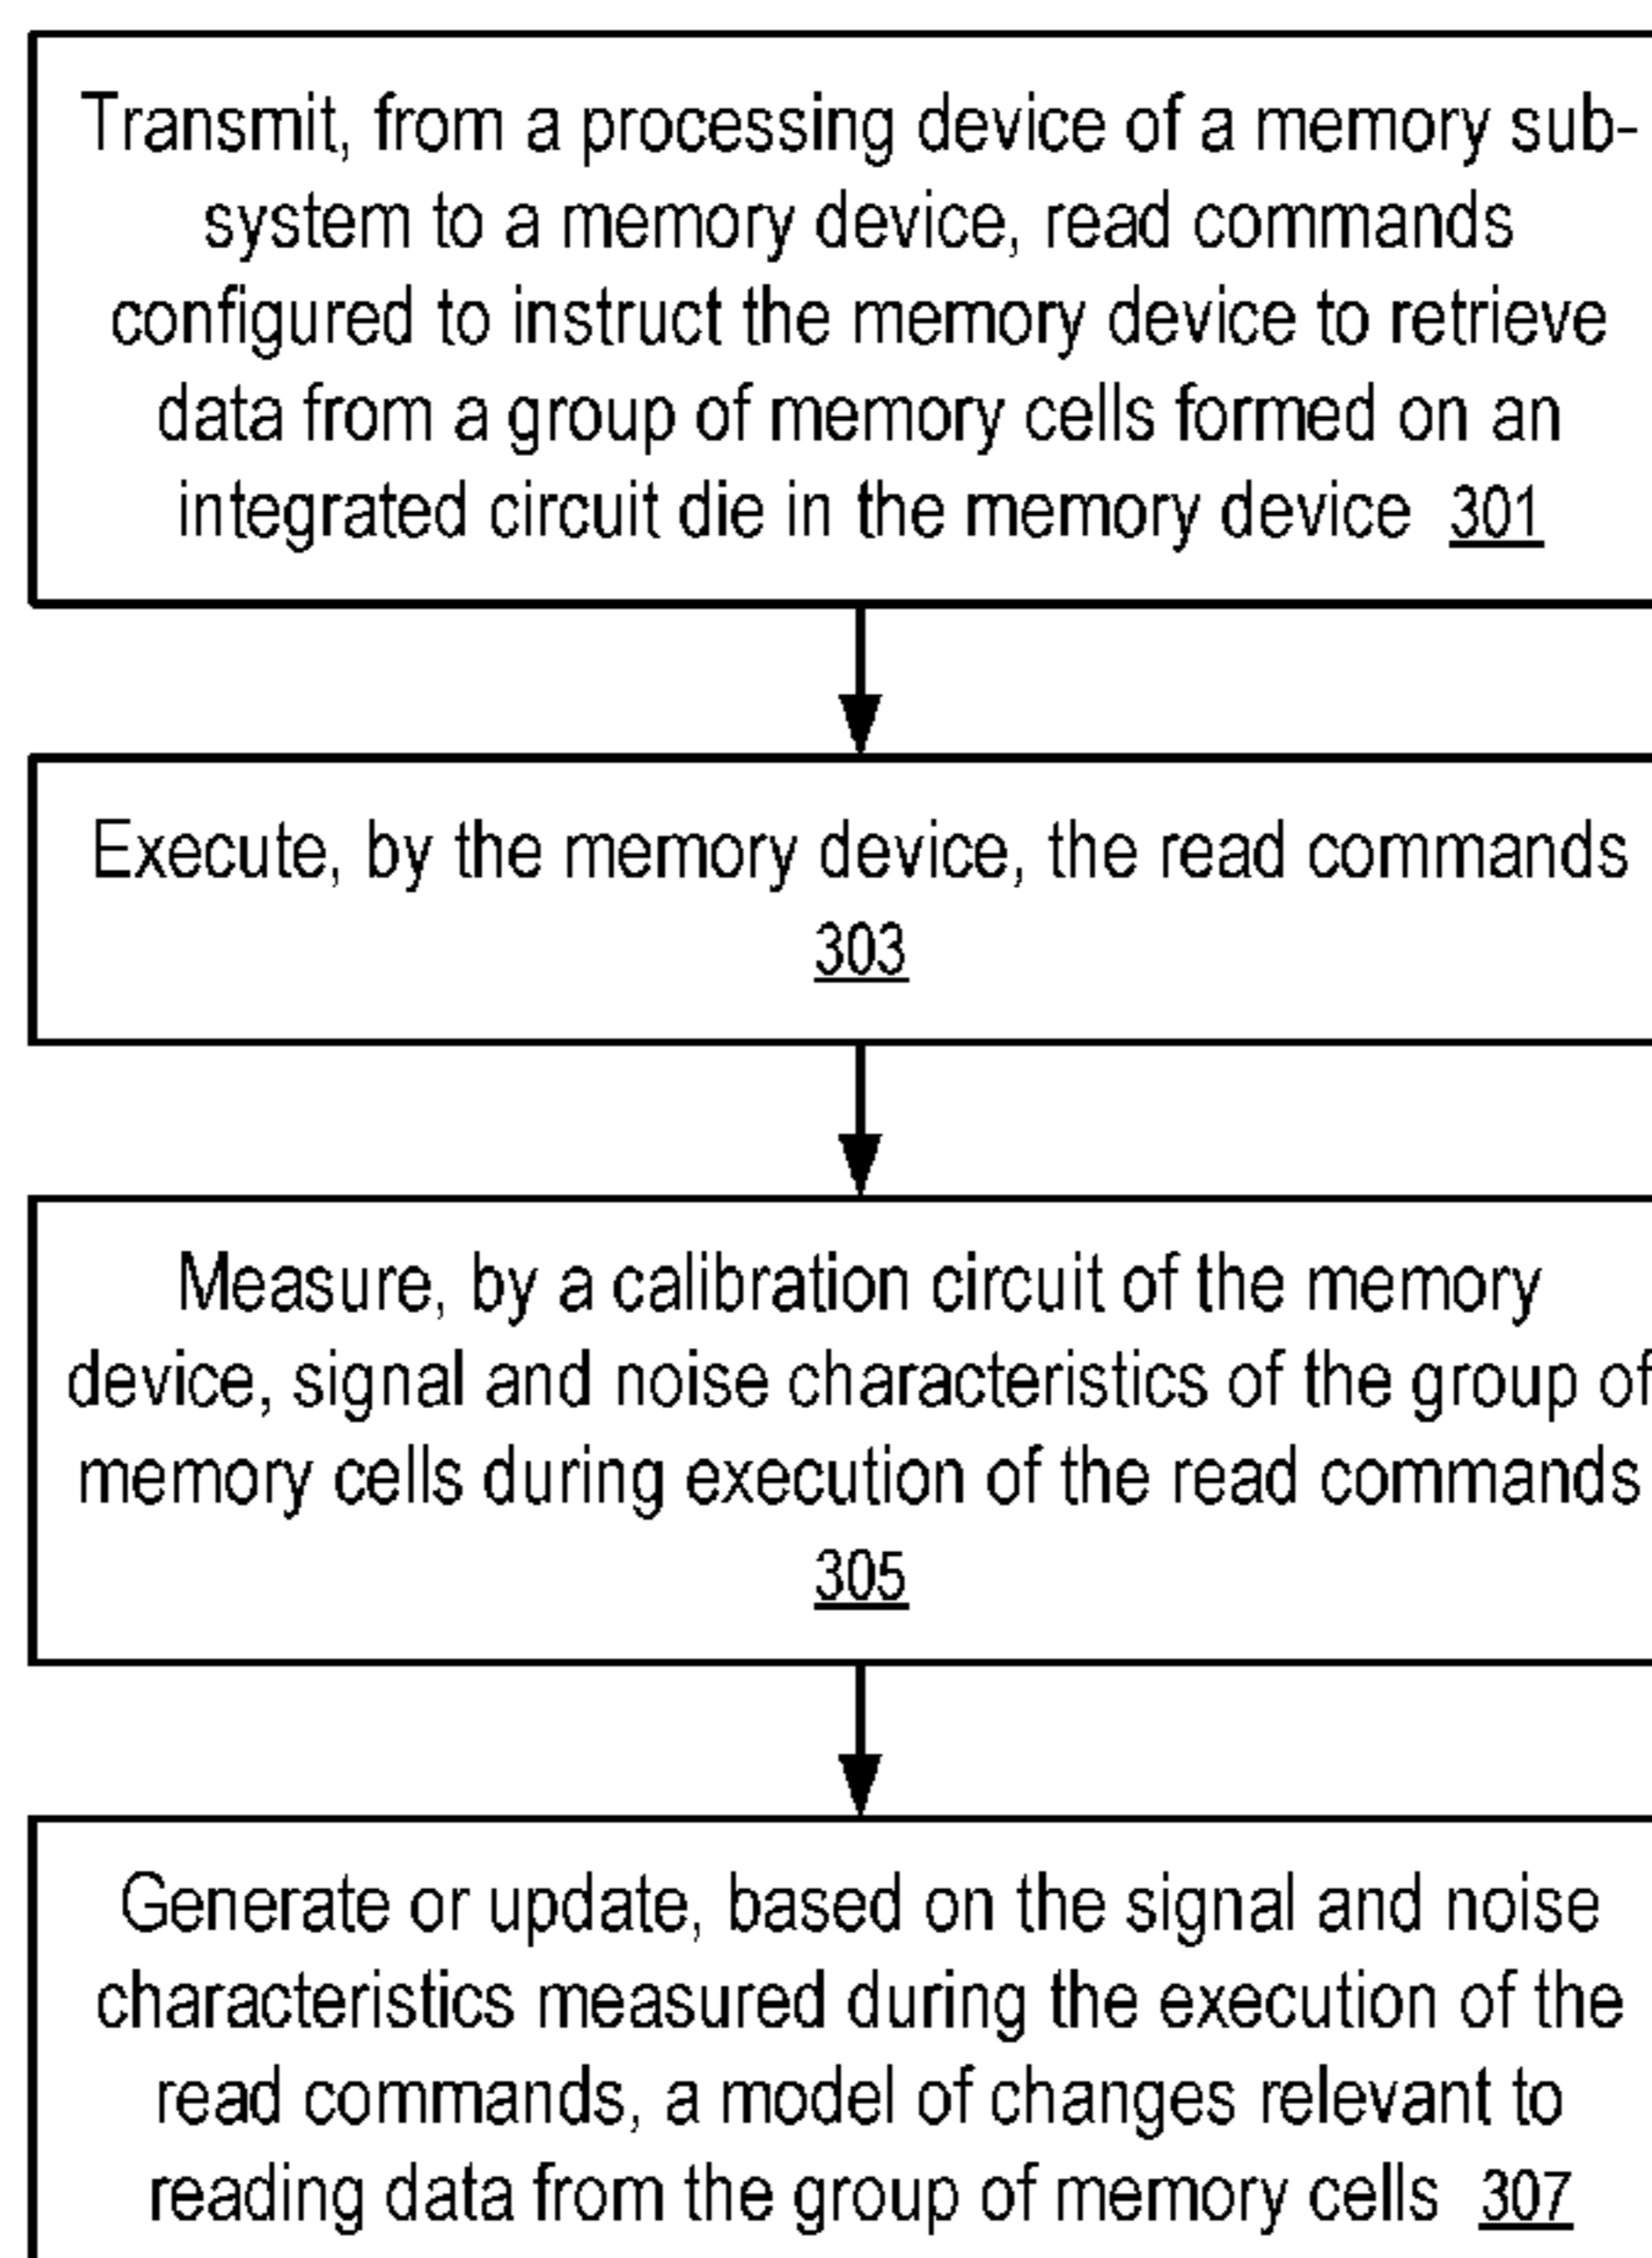 Transmit, from a processing device of a memory sub-
system to a memory device, read commands
configured to instruct the memory device to retrieve
data from a group of memory cells formed on an
integrated circuit die in the memory device 301
Execute, by the memory device, the read commands
303
Measure, by a calibration circuit of the memory
device, signal and noise characteristics of the group of
memory cells during execution of the read commands
305
Generate or update, based on the signal and noise
characteristics measured during the execution of the
read commands, a model of changes relevant to
reading data from the group of memory cells 307